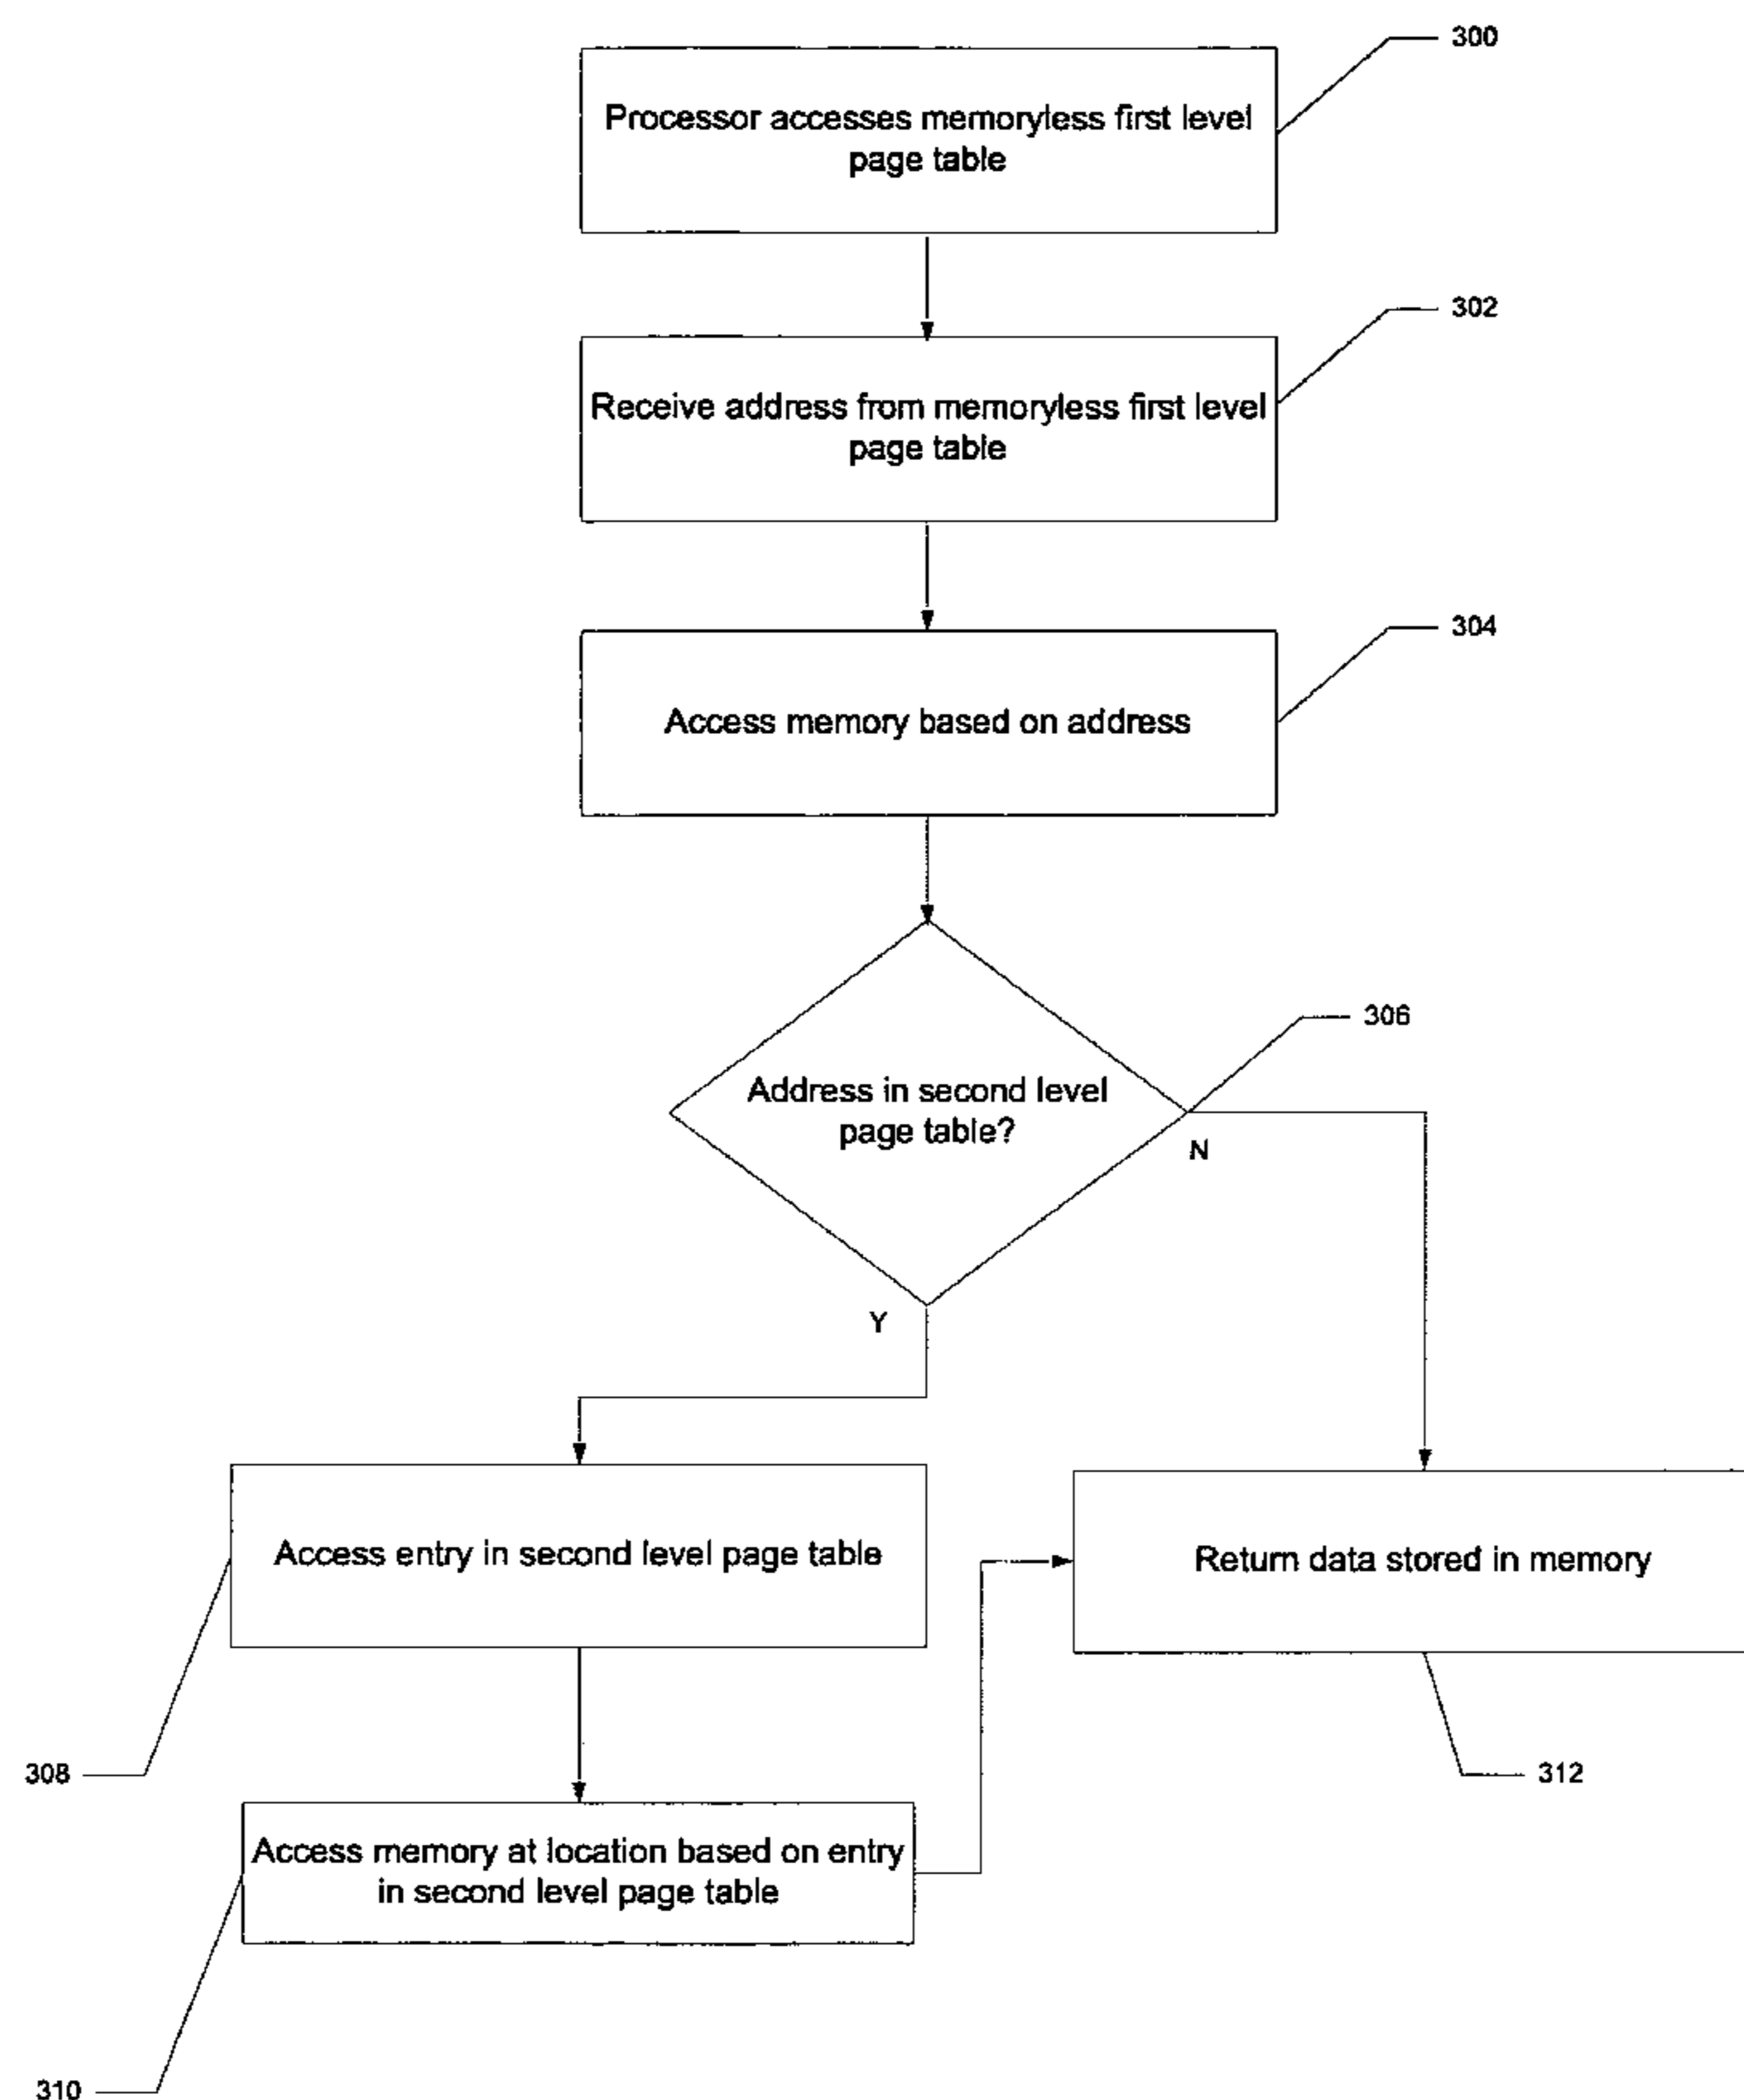 300
Processor accesses memoryless first level
page table
302
Receive address from memoryless first level
page table
304
Access memory based on address
306
Address in second level
page table?
N
Y
Access entry in second level page table
Return data stored in memory
308
312
Access memory at location based on entry
in second level page table
310